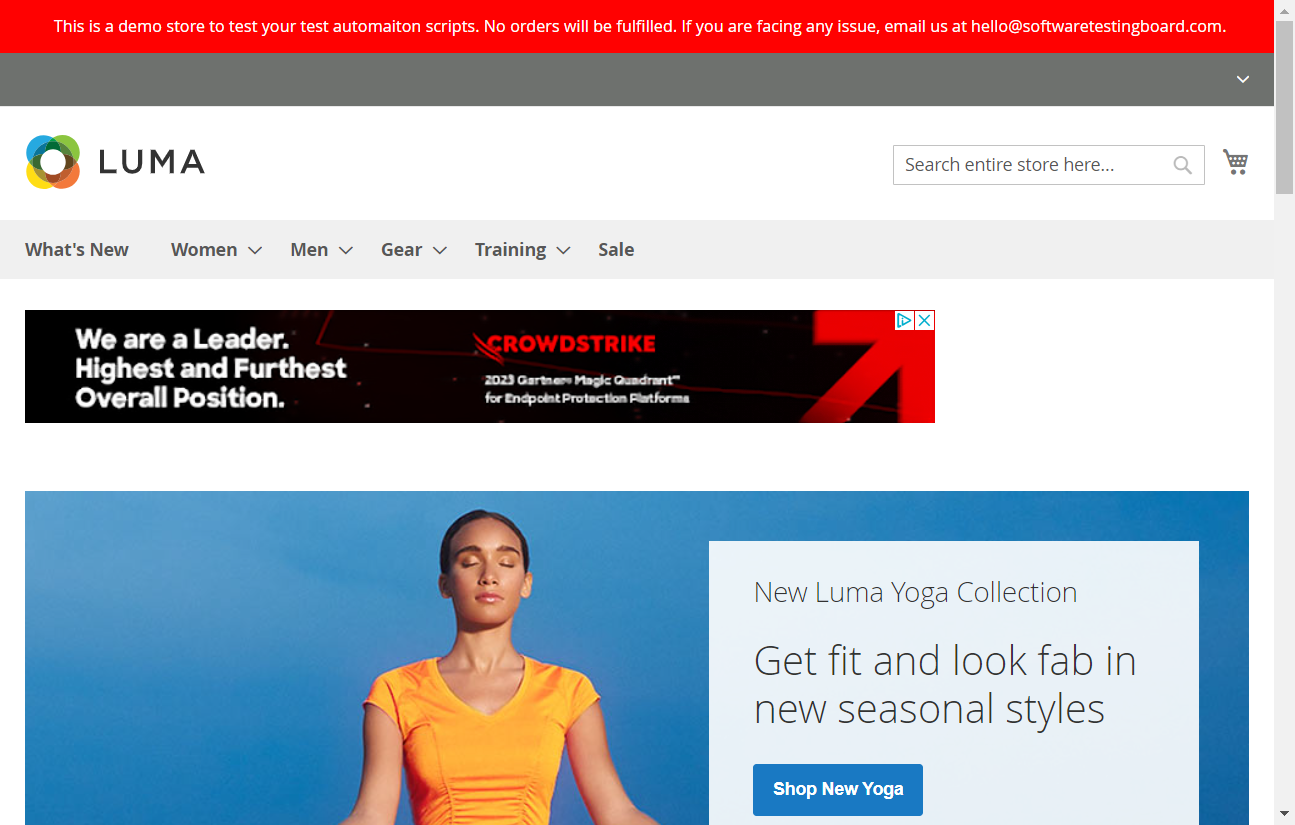 This is a demo store to test your test automaiton scripts. No orders will be fulfilled. If you are facing any issue, email us at hello@softwaretestingboard.com.
LUMA
Search entire store here...
What's New Women Men Gear Training Sale
We are a Leader.
Highest and Furthest
Overall Position.
CROWDSTRIKE
2023 Gartner® Magic Quadrant™
for Endpoint Protection Platforms
New Luma Yoga Collection
Get fit and look fab in
new seasonal styles
Shop New Yoga